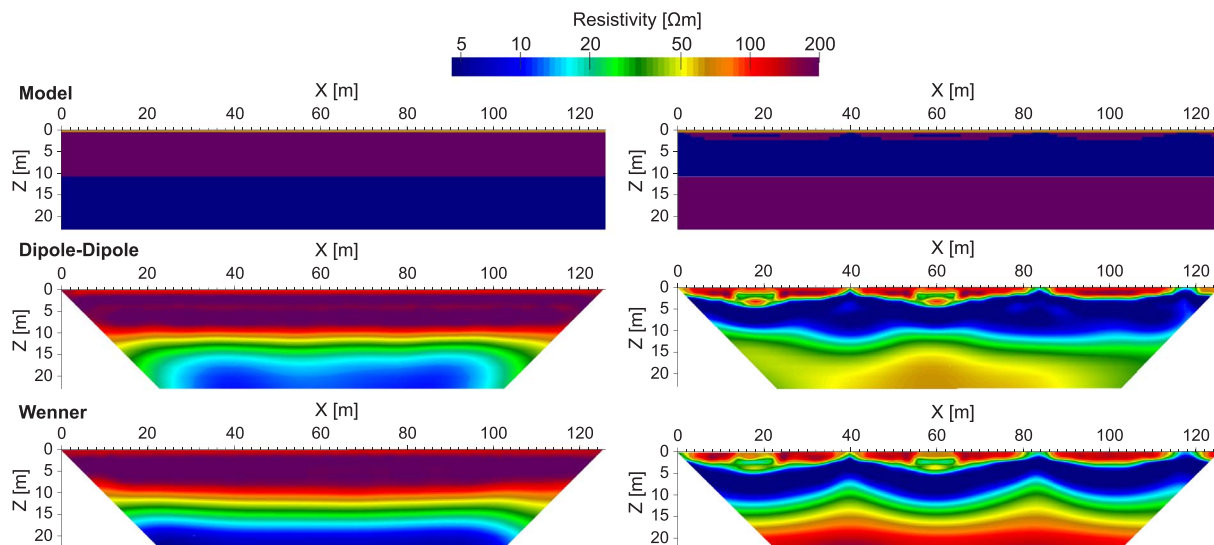 Resistivity [Ωm]
5 10 20 50 100 200
Model
X [m] X [m]
0 20 40 60 80 100 120 0 20 40 60 80 100 120
Z [m] 0 5 10 15 20 Z [m] 0 5 10 15 20
Dipole-Dipole
X [m] X [m]
0 20 40 60 80 100 120 0 20 40 60 80 100 120
Z [m] 0 5 10 15 20 Z [m] 0 5 10 15 20
Wenner
X [m] X [m]
0 20 40 60 80 100 120 0 20 40 60 80 100 120
Z [m] 0 5 10 15 20 Z [m] 0 5 10 15 20